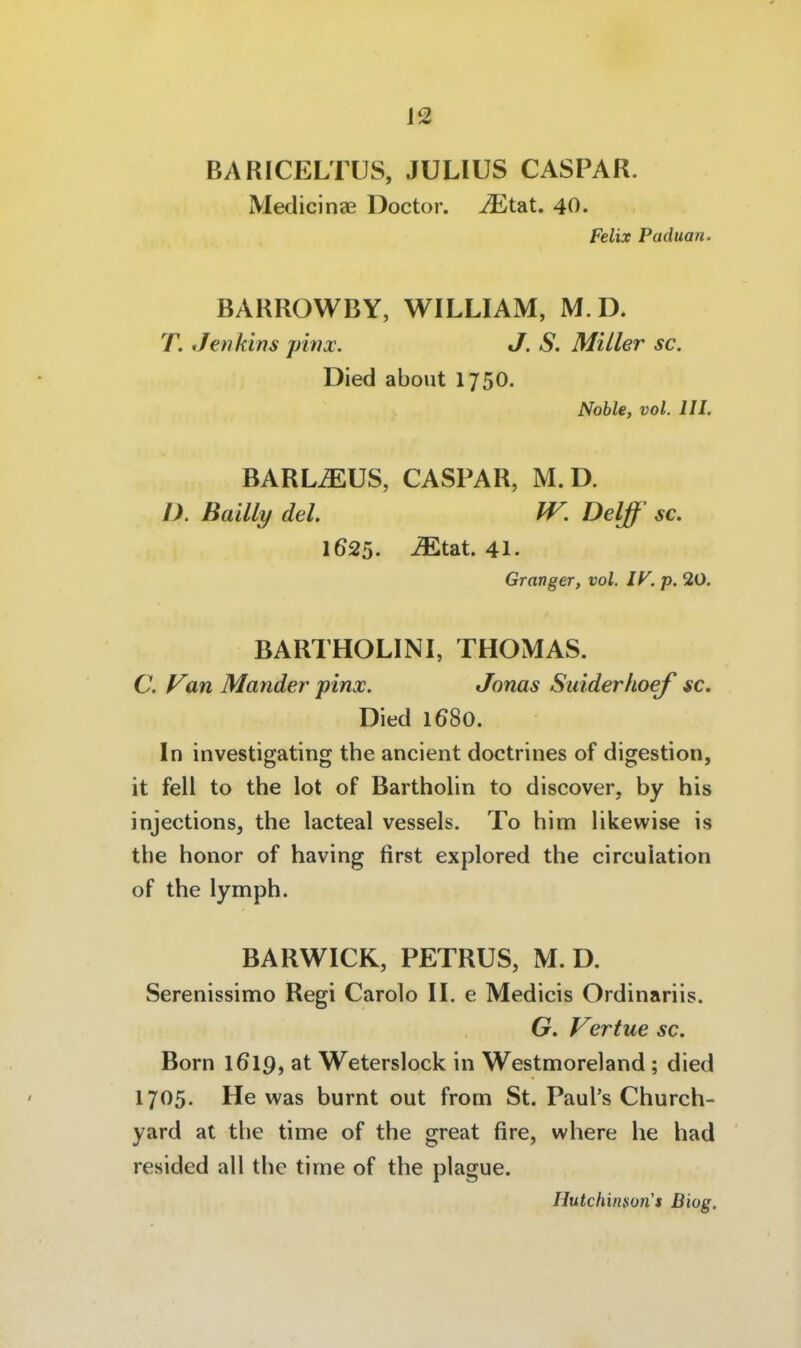 12
BARICELTUS, JULIUS CASPAR.
Medicinæ Doctor. Ætat. 40.
Felix Paduan.
BARROWBY, WILLIAM, M. D.
T. Jenkins pinx. J. S. Miller sc.
Died about 1750.
Noble, vol. III.
BARLÆUS, CASPAR, M. D.
D. Bailly del. W. Delff sc.
1625. Ætat. 41.
Granger, vol. IV. p. 20.
BARTHOLINI, THOMAS.
C. Van Mander pinx. Jonas Suiderhoef sc.
Died 1680.
In investigating the ancient doctrines of digestion,
it fell to the lot of Bartholin to discover, by his
injections, the lacteal vessels. To him likewise is
the honor of having first explored the circulation
of the lymph.
BARWICK, PETRUS, M. D.
Serenissimo Regi Carolo II. e Medicis Ordinariis.
G. Vertue sc.
Born 1619, at Weterslock in Westmoreland; died
1705. He was burnt out from St. Paul's Church-
yard at the time of the great fire, where he had
resided all the time of the plague.
Hutchinson's Biog.